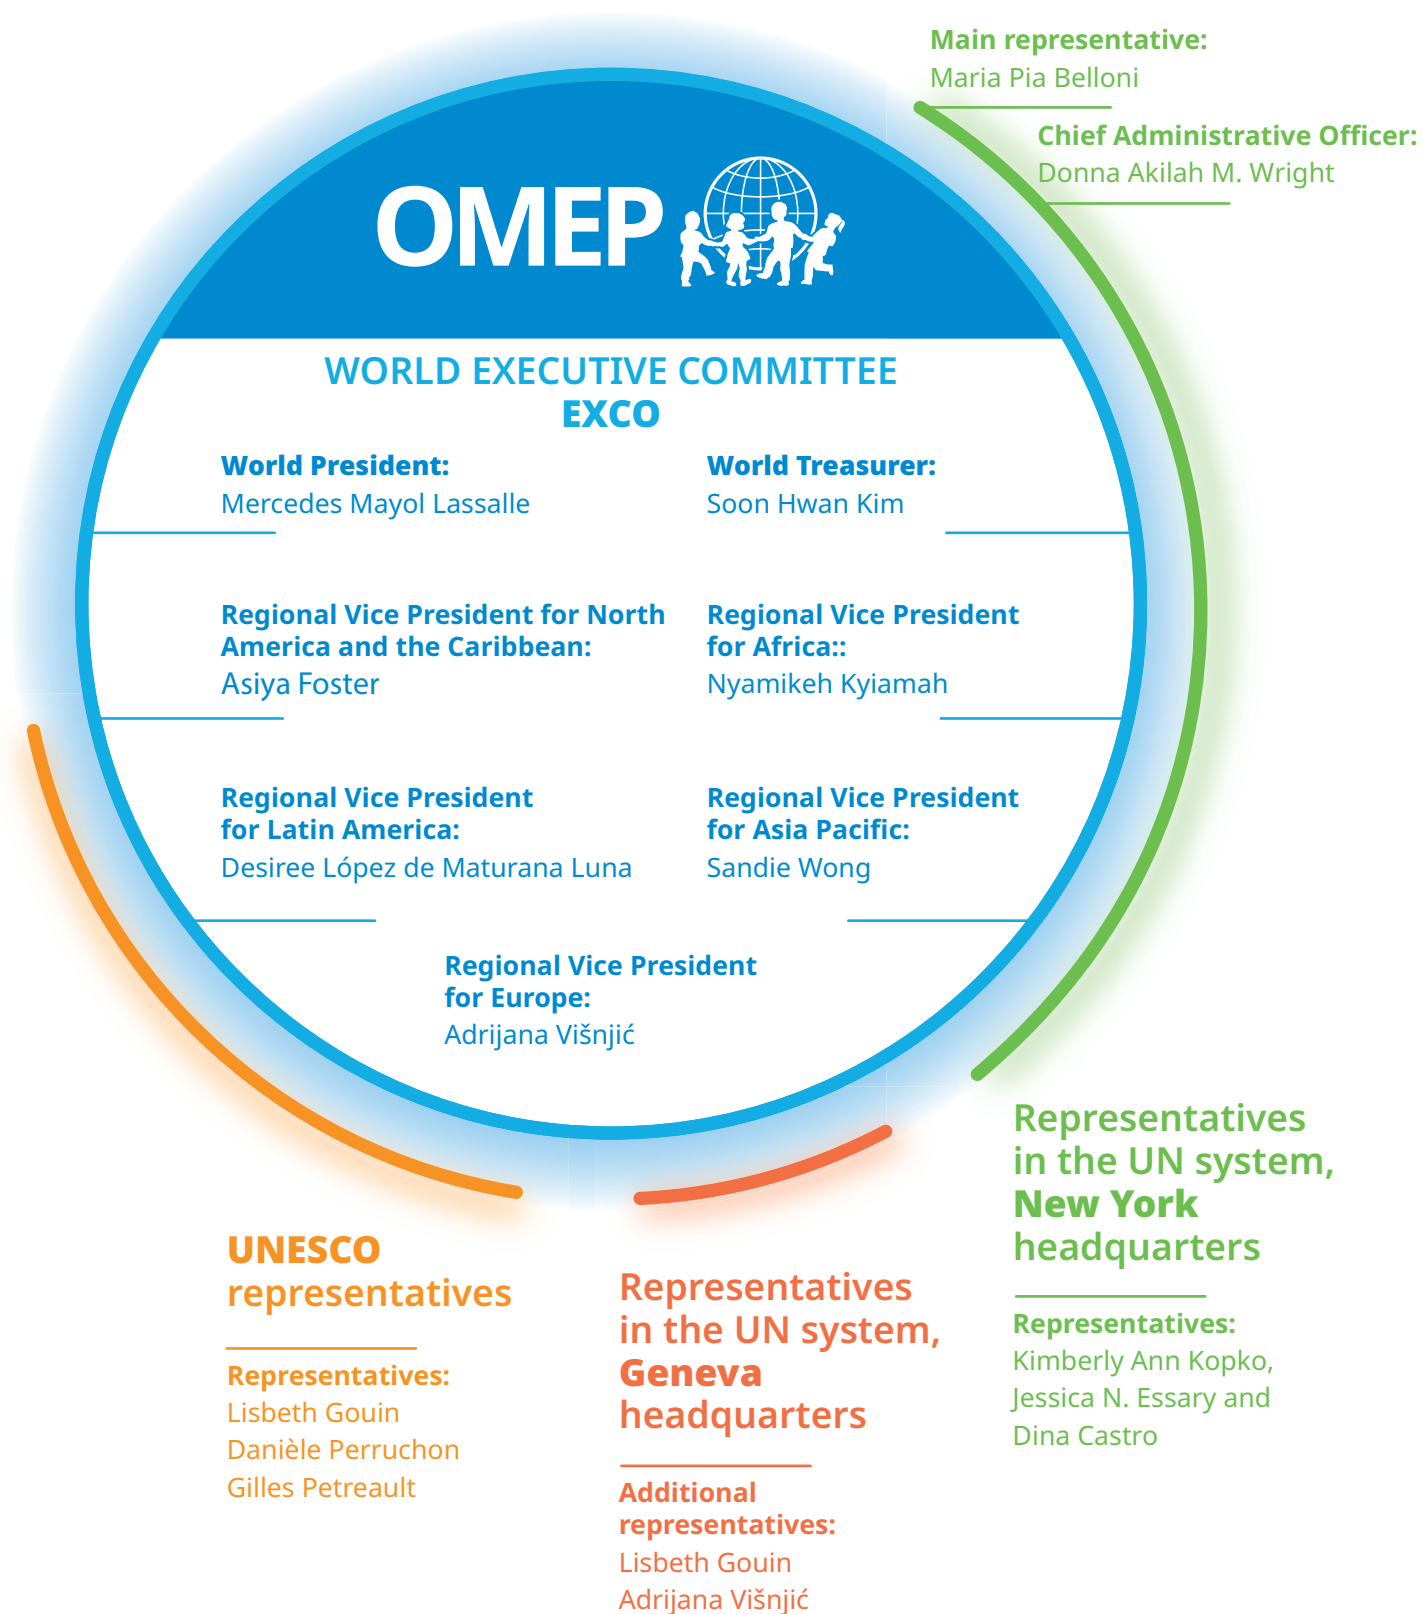 Main representative:
Maria Pia Belloni
Chief Administrative Officer:
Donna Akilah M. Wright
OMEP
WORLD EXECUTIVE COMMITTEE
EXCO
World President:
Mercedes Mayol Lassalle
World Treasurer:
Soon Hwan Kim
Regional Vice President for North
America and the Caribbean:
Asiya Foster
Regional Vice President
for Africa::
Nyamikeh Kyiamah
Regional Vice President
for Latin America:
Desiree López de Maturana Luna
Regional Vice President
for Asia Pacific:
Sandie Wong
Regional Vice President
for Europe:
Adrijana Višnjić
UNESCO
representatives
Representatives:
Lisbeth Gouin
Danièle Perruchon
Gilles Petreault
Representatives
in the UN system,
Geneva
headquarters
Additional
representatives:
Lisbeth Gouin
Adrijana Višnjić
Representatives
in the UN system,
New York
headquarters
Representatives:
Kimberly Ann Kopko,
Jessica N. Essary and
Dina Castro